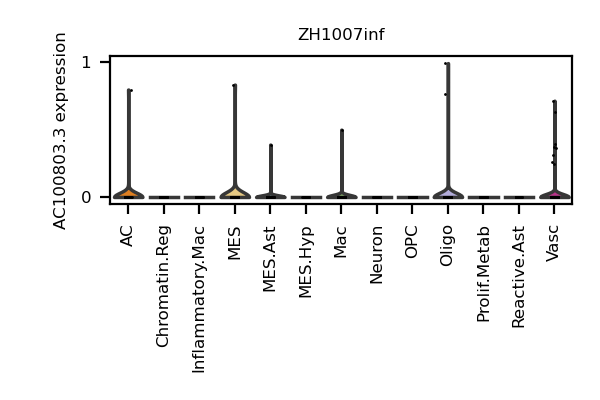 ZH1007inf
AC100803.3 expression
1
0
AC
Chromatin.Reg
Inflammatory.Mac
MES
MES.Ast
MES.Hyp
Mac
Neuron
OPC
Oligo
Prolif.Metab
Reactive.Ast
Vasc